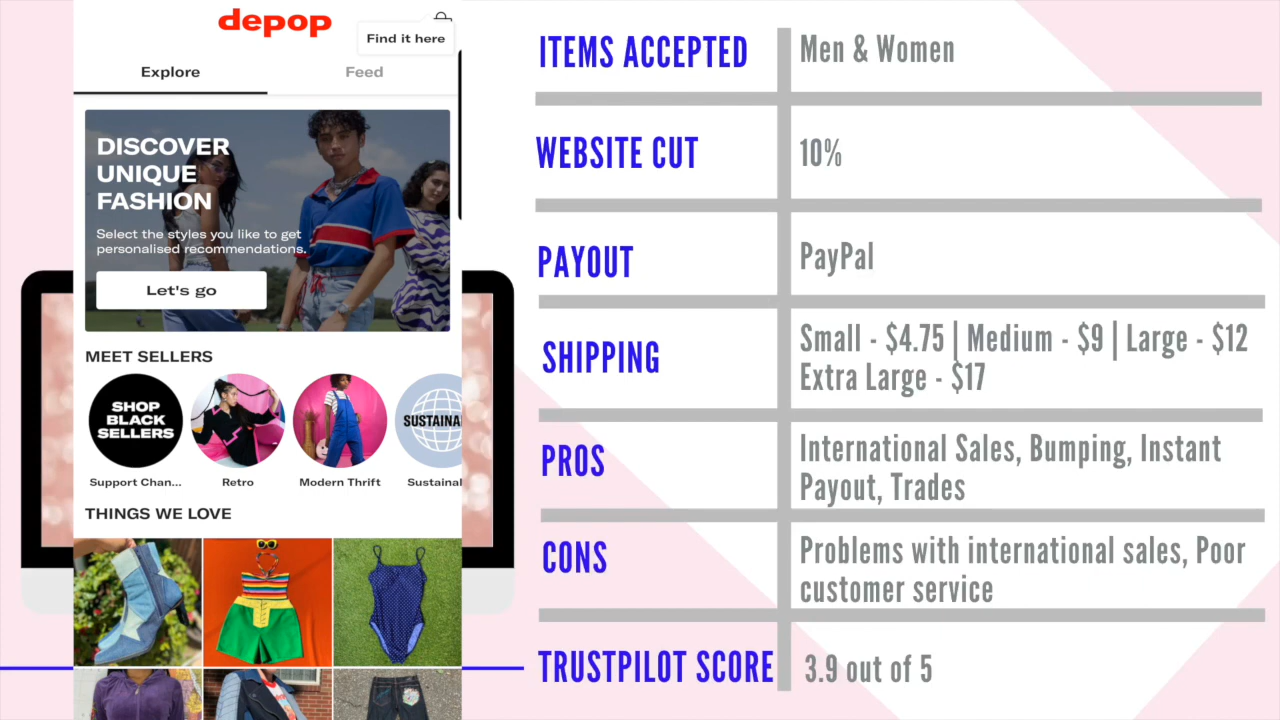 depop
Find it here
Explore
Feed
DISCOVER
UNIQUE
FASHION
Select the styles you like to get
personalised recommendations.
Let's go
MEET SELLERS
SHOP
BLACK
SELLERS
SUSTAINA
Support Chan...
Retro
Modern Thrift
Sustainal
THINGS WE LOVE
ITEMS ACCEPTED
Men & Women
WEBSITE CUT
10%
PAYOUT
PayPal
SHIPPING
Small - $4.75 | Medium - $9 | Large - $12
Extra Large - $17
PROS
International Sales, Bumping, Instant
Payout, Trades
CONS
Problems with international sales, Poor
customer service
TRUSTPILOT SCORE
3.9 out of 5